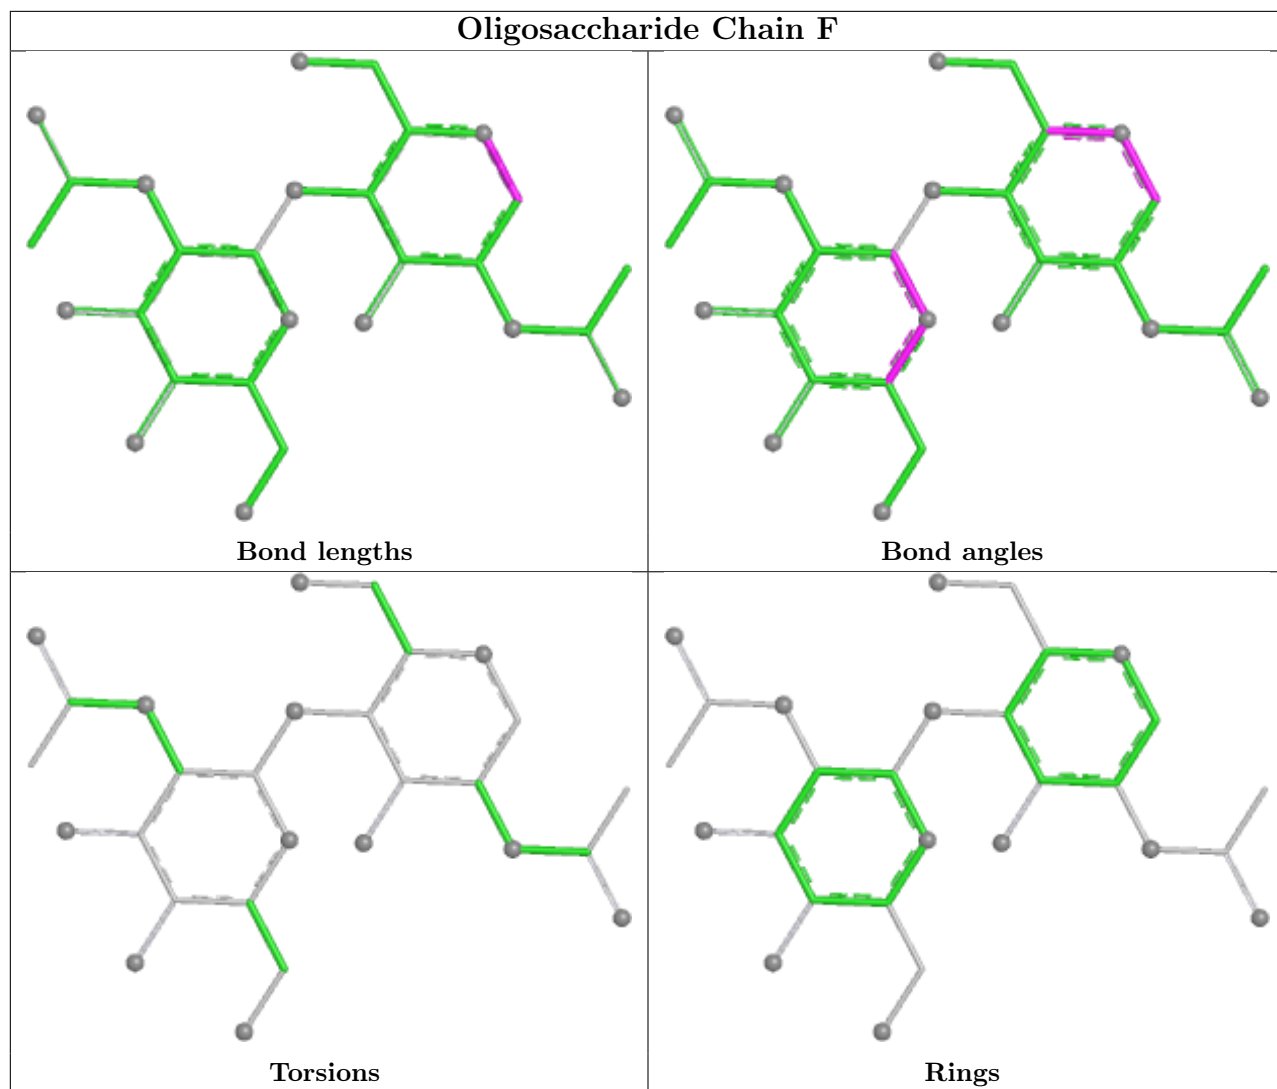 Oligosaccharide Chain F
Bond lengths
Bond angles
Torsions
Rings